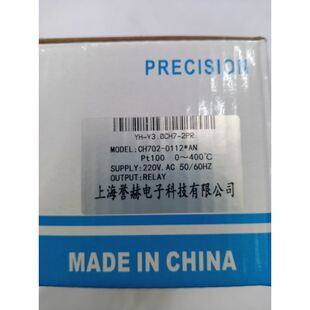 PRECISION
YH-Y3.0CH7-2PR
MODEL:CH702-0112*AN
Pt100 0～400℃
SUPPLY:220V.AC 50/60HZ
OUTPUT:RELAY
上海誉赫电子科技有限公司
MADE IN CHINA